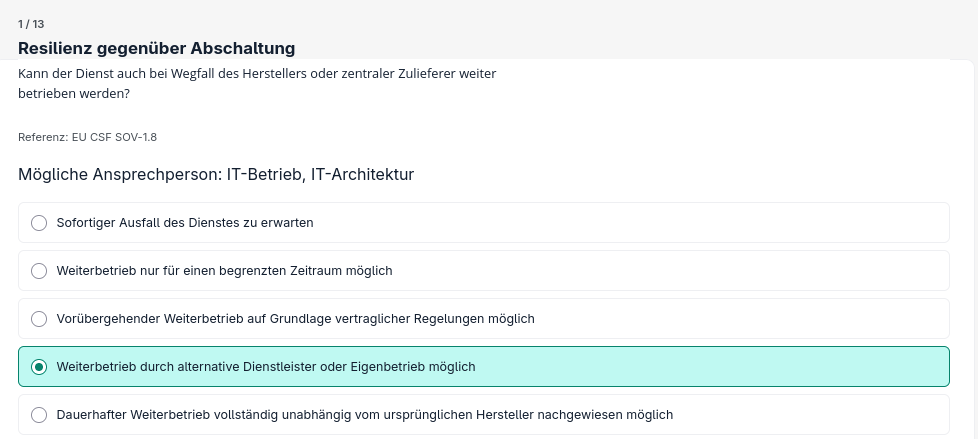 1 / 13
Resilienz gegenüber Abschaltung
Kann der Dienst auch bei Wegfall des Herstellers oder zentraler Zulieferer weiter
betrieben werden?
Referenz: EU CSF SOV-1.8
Mögliche Ansprechperson: IT-Betrieb, IT-Architektur
Sofortiger Ausfall des Dienstes zu erwarten
Weiterbetrieb nur für einen begrenzten Zeitraum möglich
Vorübergehender Weiterbetrieb auf Grundlage vertraglicher Regelungen möglich
Weiterbetrieb durch alternative Dienstleister oder Eigenbetrieb möglich
Dauerhafter Weiterbetrieb vollständig unabhängig vom ursprünglichen Hersteller nachgewiesen möglich